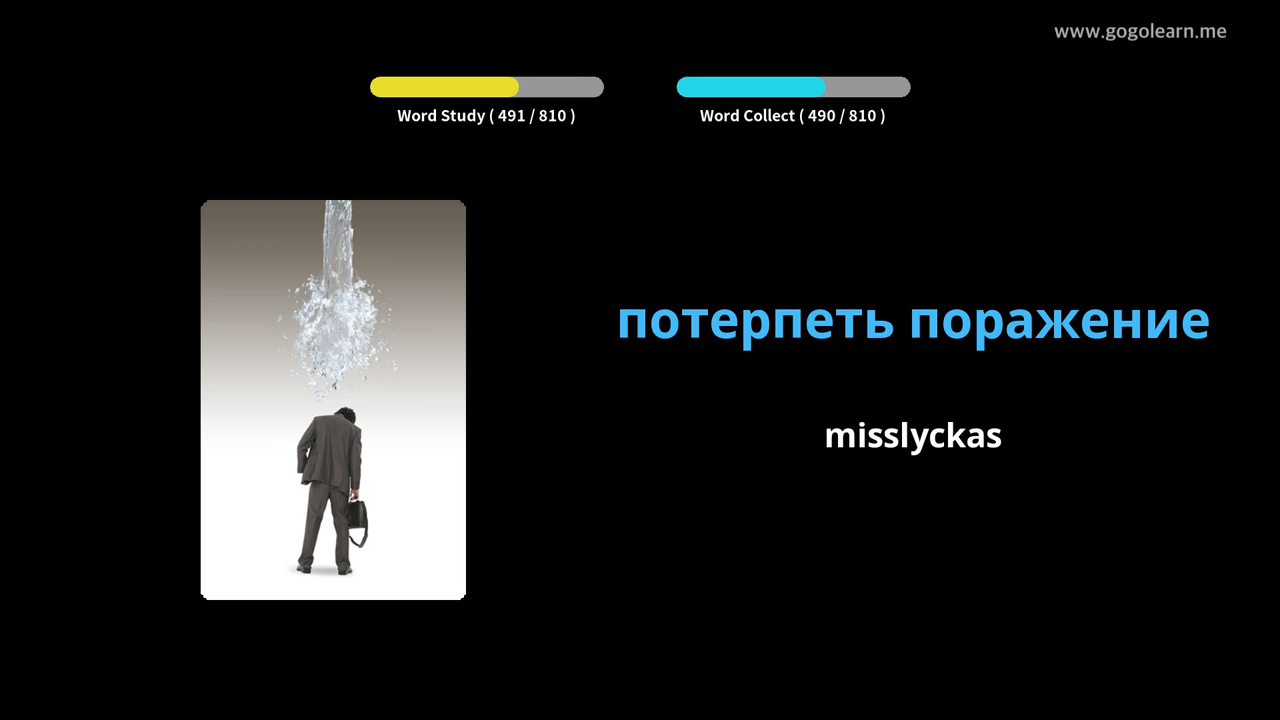 www.gogolearn.me
Word Study ( 491 / 810 )
Word Collect ( 490 / 810 )
потерпеть поражение
misslyckas